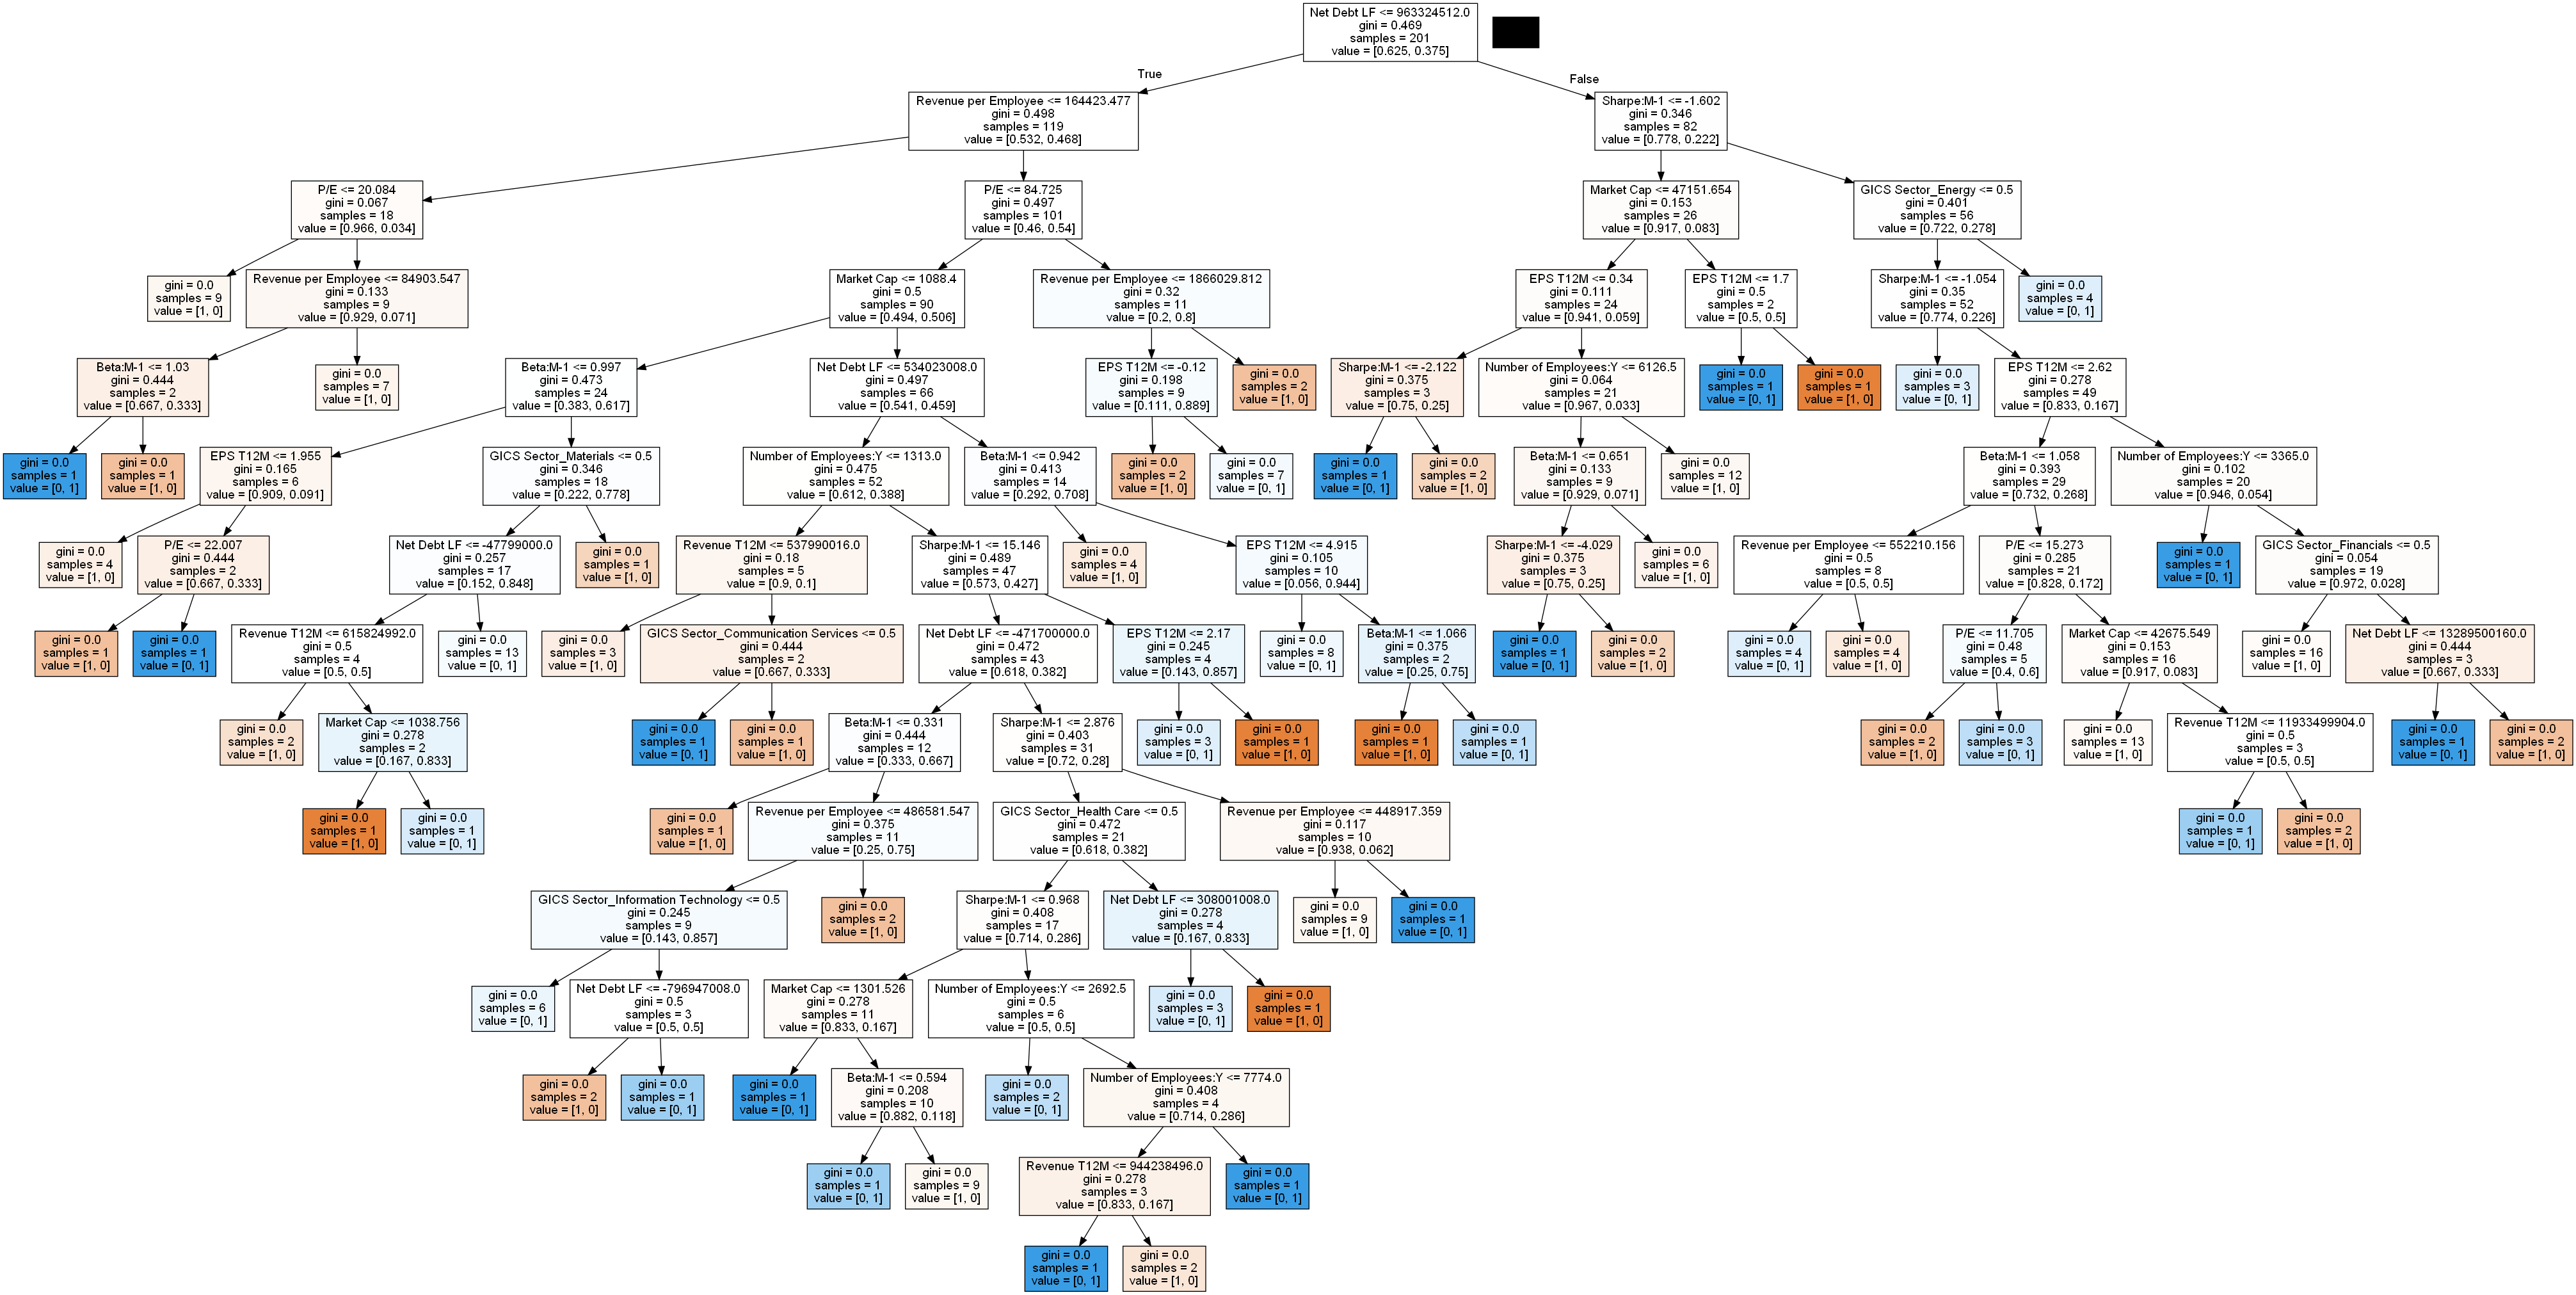 Net Debt LF <= 963324512.0
gini = 0.469
samples = 201
value = [0.625, 0.375]
True
False
Revenue per Employee <= 164423.477
gini = 0.498
samples = 119
value = [0.532, 0.468]
Sharpe:M-1 <= -1.602
gini = 0.346
samples = 82
value = [0.778, 0.222]
P/E <= 20.084
gini = 0.067
samples = 18
value = [0.966, 0.034]
P/E <= 84.725
gini = 0.497
samples = 101
value = [0.46, 0.54]
Market Cap <= 47151.654
gini = 0.153
samples = 26
value = [0.917, 0.083]
GICS Sector_Energy <= 0.5
gini = 0.401
samples = 56
value = [0.722, 0.278]
gini = 0.0
samples = 9
value = [1, 0]
Revenue per Employee <= 84903.547
gini = 0.133
samples = 9
value = [0.929, 0.071]
Market Cap <= 1088.4
gini = 0.5
samples = 90
value = [0.494, 0.506]
Revenue per Employee <= 1866029.812
gini = 0.32
samples = 11
value = [0.2, 0.8]
EPS T12M <= 0.34
gini = 0.111
samples = 24
value = [0.941, 0.059]
EPS T12M <= 1.7
gini = 0.5
samples = 2
value = [0.5, 0.5]
Sharpe:M-1 <= -1.054
gini = 0.35
samples = 52
value = [0.774, 0.226]
gini = 0.0
samples = 4
value = [0, 1]
Beta:M-1 <= 1.03
gini = 0.444
samples = 2
value = [0.667, 0.333]
gini = 0.0
samples = 7
value = [1, 0]
Beta:M-1 <= 0.997
gini = 0.473
samples = 24
value = [0.383, 0.617]
Net Debt LF <= 534023008.0
gini = 0.497
samples = 66
value = [0.541, 0.459]
EPS T12M <= -0.12
gini = 0.198
samples = 9
value = [0.111, 0.889]
gini = 0.0
samples = 2
value = [1, 0]
Sharpe:M-1 <= -2.122
gini = 0.375
samples = 3
value = [0.75, 0.25]
Number of Employees:Y <= 6126.5
gini = 0.064
samples = 21
value = [0.967, 0.033]
gini = 0.0
samples = 1
value = [0, 1]
gini = 0.0
samples = 1
value = [1, 0]
gini = 0.0
samples = 3
value = [0, 1]
EPS T12M <= 2.62
gini = 0.278
samples = 49
value = [0.833, 0.167]
gini = 0.0
samples = 1
value = [0, 1]
gini = 0.0
samples = 1
value = [1, 0]
EPS T12M <= 1.955
gini = 0.165
samples = 6
value = [0.909, 0.091]
GICS Sector_Materials <= 0.5
gini = 0.346
samples = 18
value = [0.222, 0.778]
Number of Employees:Y <= 1313.0
gini = 0.475
samples = 52
value = [0.612, 0.388]
Beta:M-1 <= 0.942
gini = 0.413
samples = 14
value = [0.292, 0.708]
gini = 0.0
samples = 2
value = [1, 0]
gini = 0.0
samples = 7
value = [0, 1]
gini = 0.0
samples = 1
value = [0, 1]
gini = 0.0
samples = 2
value = [1, 0]
Beta:M-1 <= 0.651
gini = 0.133
samples = 9
value = [0.929, 0.071]
gini = 0.0
samples = 12
value = [1, 0]
Beta:M-1 <= 1.058
gini = 0.393
samples = 29
value = [0.732, 0.268]
Number of Employees:Y <= 3365.0
gini = 0.102
samples = 20
value = [0.946, 0.054]
gini = 0.0
samples = 4
value = [1, 0]
P/E <= 22.007
gini = 0.444
samples = 2
value = [0.667, 0.333]
Net Debt LF <= -47799000.0
gini = 0.257
samples = 17
value = [0.152, 0.848]
gini = 0.0
samples = 1
value = [1, 0]
Revenue T12M <= 537990016.0
gini = 0.18
samples = 5
value = [0.9, 0.1]
Sharpe:M-1 <= 15.146
gini = 0.489
samples = 47
value = [0.573, 0.427]
gini = 0.0
samples = 4
value = [1, 0]
EPS T12M <= 4.915
gini = 0.105
samples = 10
value = [0.056, 0.944]
Sharpe:M-1 <= -4.029
gini = 0.375
samples = 3
value = [0.75, 0.25]
gini = 0.0
samples = 6
value = [1, 0]
Revenue per Employee <= 552210.156
gini = 0.5
samples = 8
value = [0.5, 0.5]
P/E <= 15.273
gini = 0.285
samples = 21
value = [0.828, 0.172]
gini = 0.0
samples = 1
value = [0, 1]
GICS Sector_Financials <= 0.5
gini = 0.054
samples = 19
value = [0.972, 0.028]
gini = 0.0
samples = 1
value = [1, 0]
gini = 0.0
samples = 1
value = [0, 1]
Revenue T12M <= 615824992.0
gini = 0.5
samples = 4
value = [0.5, 0.5]
gini = 0.0
samples = 13
value = [0, 1]
gini = 0.0
samples = 3
value = [1, 0]
GICS Sector_Communication Services <= 0.5
gini = 0.444
samples = 2
value = [0.667, 0.333]
Net Debt LF <= -471700000.0
gini = 0.472
samples = 43
value = [0.618, 0.382]
EPS T12M <= 2.17
gini = 0.245
samples = 4
value = [0.143, 0.857]
gini = 0.0
samples = 8
value = [0, 1]
Beta:M-1 <= 1.066
gini = 0.375
samples = 2
value = [0.25, 0.75]
gini = 0.0
samples = 1
value = [0, 1]
gini = 0.0
samples = 2
value = [1, 0]
gini = 0.0
samples = 4
value = [0, 1]
gini = 0.0
samples = 4
value = [1, 0]
P/E <= 11.705
gini = 0.48
samples = 5
value = [0.4, 0.6]
Market Cap <= 42675.549
gini = 0.153
samples = 16
value = [0.917, 0.083]
gini = 0.0
samples = 16
value = [1, 0]
Net Debt LF <= 13289500160.0
gini = 0.444
samples = 3
value = [0.667, 0.333]
gini = 0.0
samples = 2
value = [1, 0]
Market Cap <= 1038.756
gini = 0.278
samples = 2
value = [0.167, 0.833]
gini = 0.0
samples = 1
value = [0, 1]
gini = 0.0
samples = 1
value = [1, 0]
Beta:M-1 <= 0.331
gini = 0.444
samples = 12
value = [0.333, 0.667]
Sharpe:M-1 <= 2.876
gini = 0.403
samples = 31
value = [0.72, 0.28]
gini = 0.0
samples = 3
value = [0, 1]
gini = 0.0
samples = 1
value = [1, 0]
gini = 0.0
samples = 1
value = [1, 0]
gini = 0.0
samples = 1
value = [0, 1]
gini = 0.0
samples = 2
value = [1, 0]
gini = 0.0
samples = 3
value = [0, 1]
gini = 0.0
samples = 13
value = [1, 0]
Revenue T12M <= 11933499904.0
gini = 0.5
samples = 3
value = [0.5, 0.5]
gini = 0.0
samples = 1
value = [0, 1]
gini = 0.0
samples = 2
value = [1, 0]
gini = 0.0
samples = 1
value = [1, 0]
gini = 0.0
samples = 1
value = [0, 1]
gini = 0.0
samples = 1
value = [1, 0]
Revenue per Employee <= 486581.547
gini = 0.375
samples = 11
value = [0.25, 0.75]
GICS Sector_Health Care <= 0.5
gini = 0.472
samples = 21
value = [0.618, 0.382]
Revenue per Employee <= 448917.359
gini = 0.117
samples = 10
value = [0.938, 0.062]
gini = 0.0
samples = 1
value = [0, 1]
gini = 0.0
samples = 2
value = [1, 0]
GICS Sector_Information Technology <= 0.5
gini = 0.245
samples = 9
value = [0.143, 0.857]
gini = 0.0
samples = 2
value = [1, 0]
Sharpe:M-1 <= 0.968
gini = 0.408
samples = 17
value = [0.714, 0.286]
Net Debt LF <= 308001008.0
gini = 0.278
samples = 4
value = [0.167, 0.833]
gini = 0.0
samples = 9
value = [1, 0]
gini = 0.0
samples = 1
value = [0, 1]
gini = 0.0
samples = 6
value = [0, 1]
Net Debt LF <= -796947008.0
gini = 0.5
samples = 3
value = [0.5, 0.5]
Market Cap <= 1301.526
gini = 0.278
samples = 11
value = [0.833, 0.167]
Number of Employees:Y <= 2692.5
gini = 0.5
samples = 6
value = [0.5, 0.5]
gini = 0.0
samples = 3
value = [0, 1]
gini = 0.0
samples = 1
value = [1, 0]
gini = 0.0
samples = 2
value = [1, 0]
gini = 0.0
samples = 1
value = [0, 1]
gini = 0.0
samples = 1
value = [0, 1]
Beta:M-1 <= 0.594
gini = 0.208
samples = 10
value = [0.882, 0.118]
gini = 0.0
samples = 2
value = [0, 1]
Number of Employees:Y <= 7774.0
gini = 0.408
samples = 4
value = [0.714, 0.286]
gini = 0.0
samples = 1
value = [0, 1]
gini = 0.0
samples = 9
value = [1, 0]
Revenue T12M <= 944238496.0
gini = 0.278
samples = 3
value = [0.833, 0.167]
gini = 0.0
samples = 1
value = [0, 1]
gini = 0.0
samples = 1
value = [0, 1]
gini = 0.0
samples = 2
value = [1, 0]